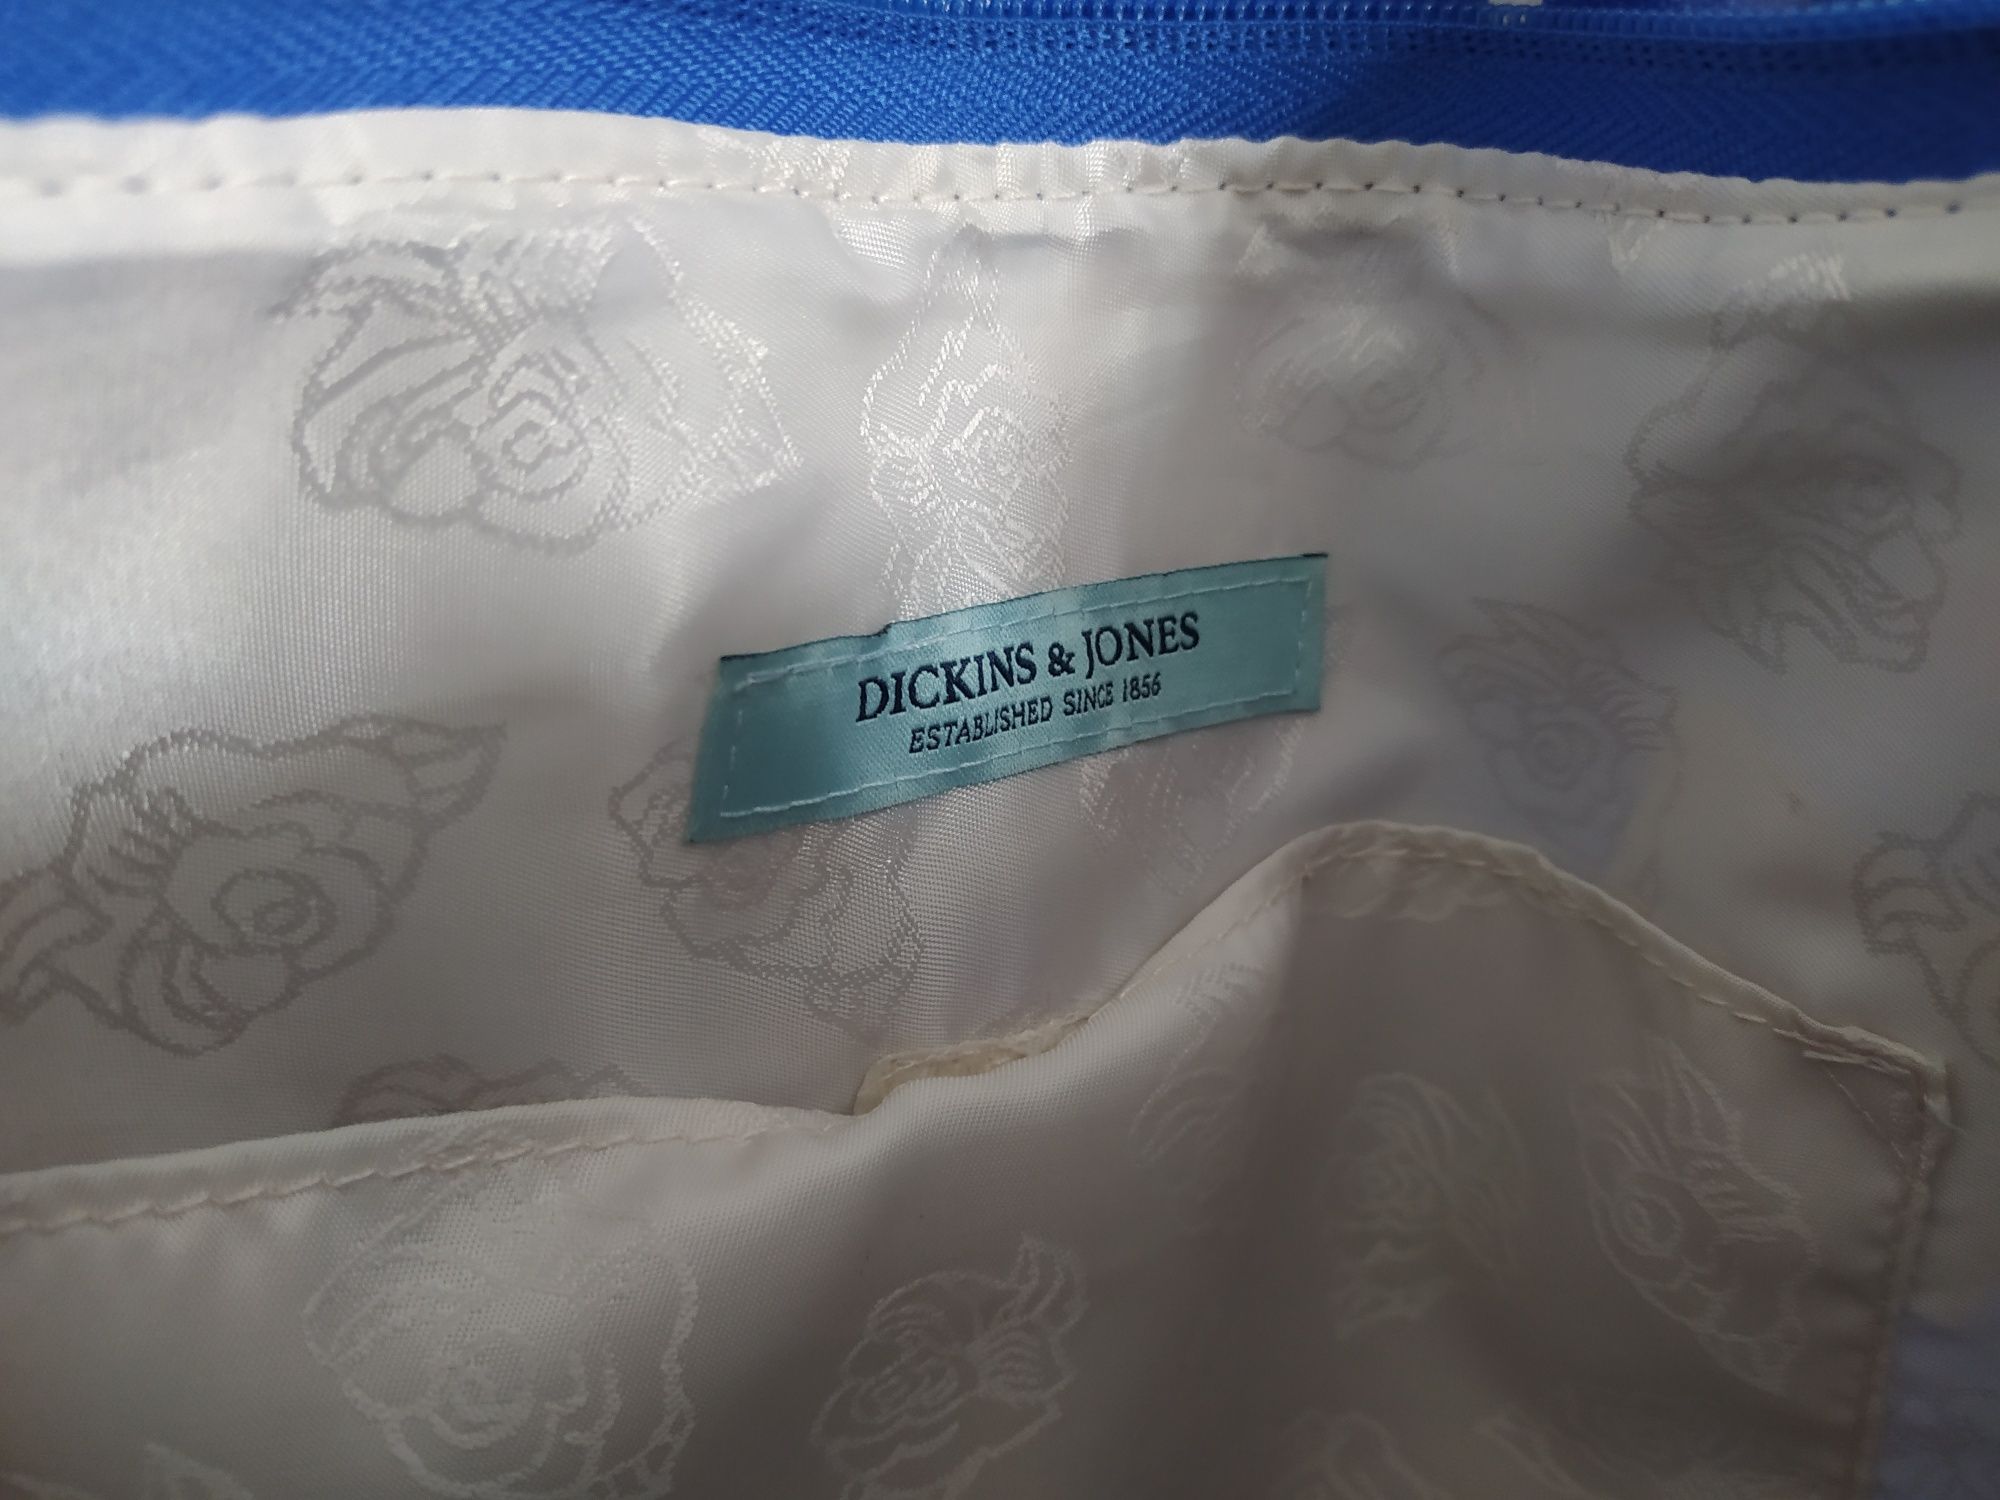 DICKINS & JONES
ESTABLISHED SINCE 1856